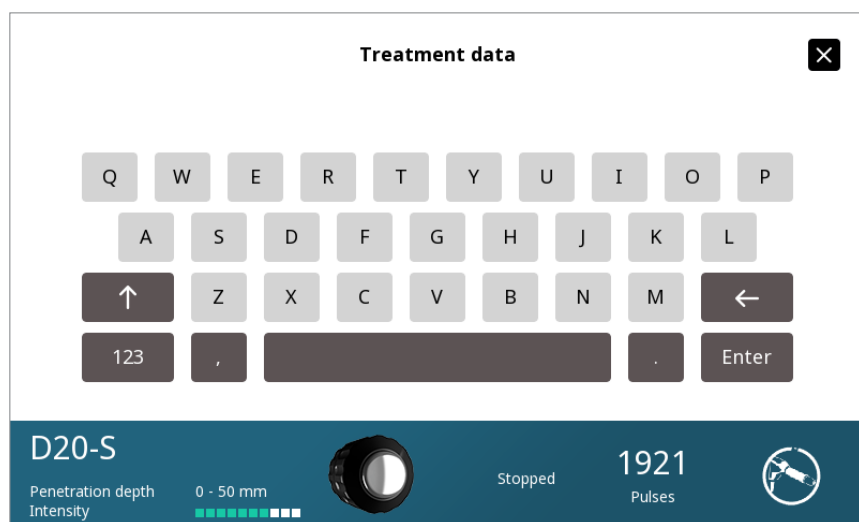 Treatment data
Q W E R T Y U I O P
A S D F G H J K L
Z X C V B N M
123 , . Enter
D20-S
Penetration depth 0 - 50 mm
Intensity
Stopped
1921
Pulses